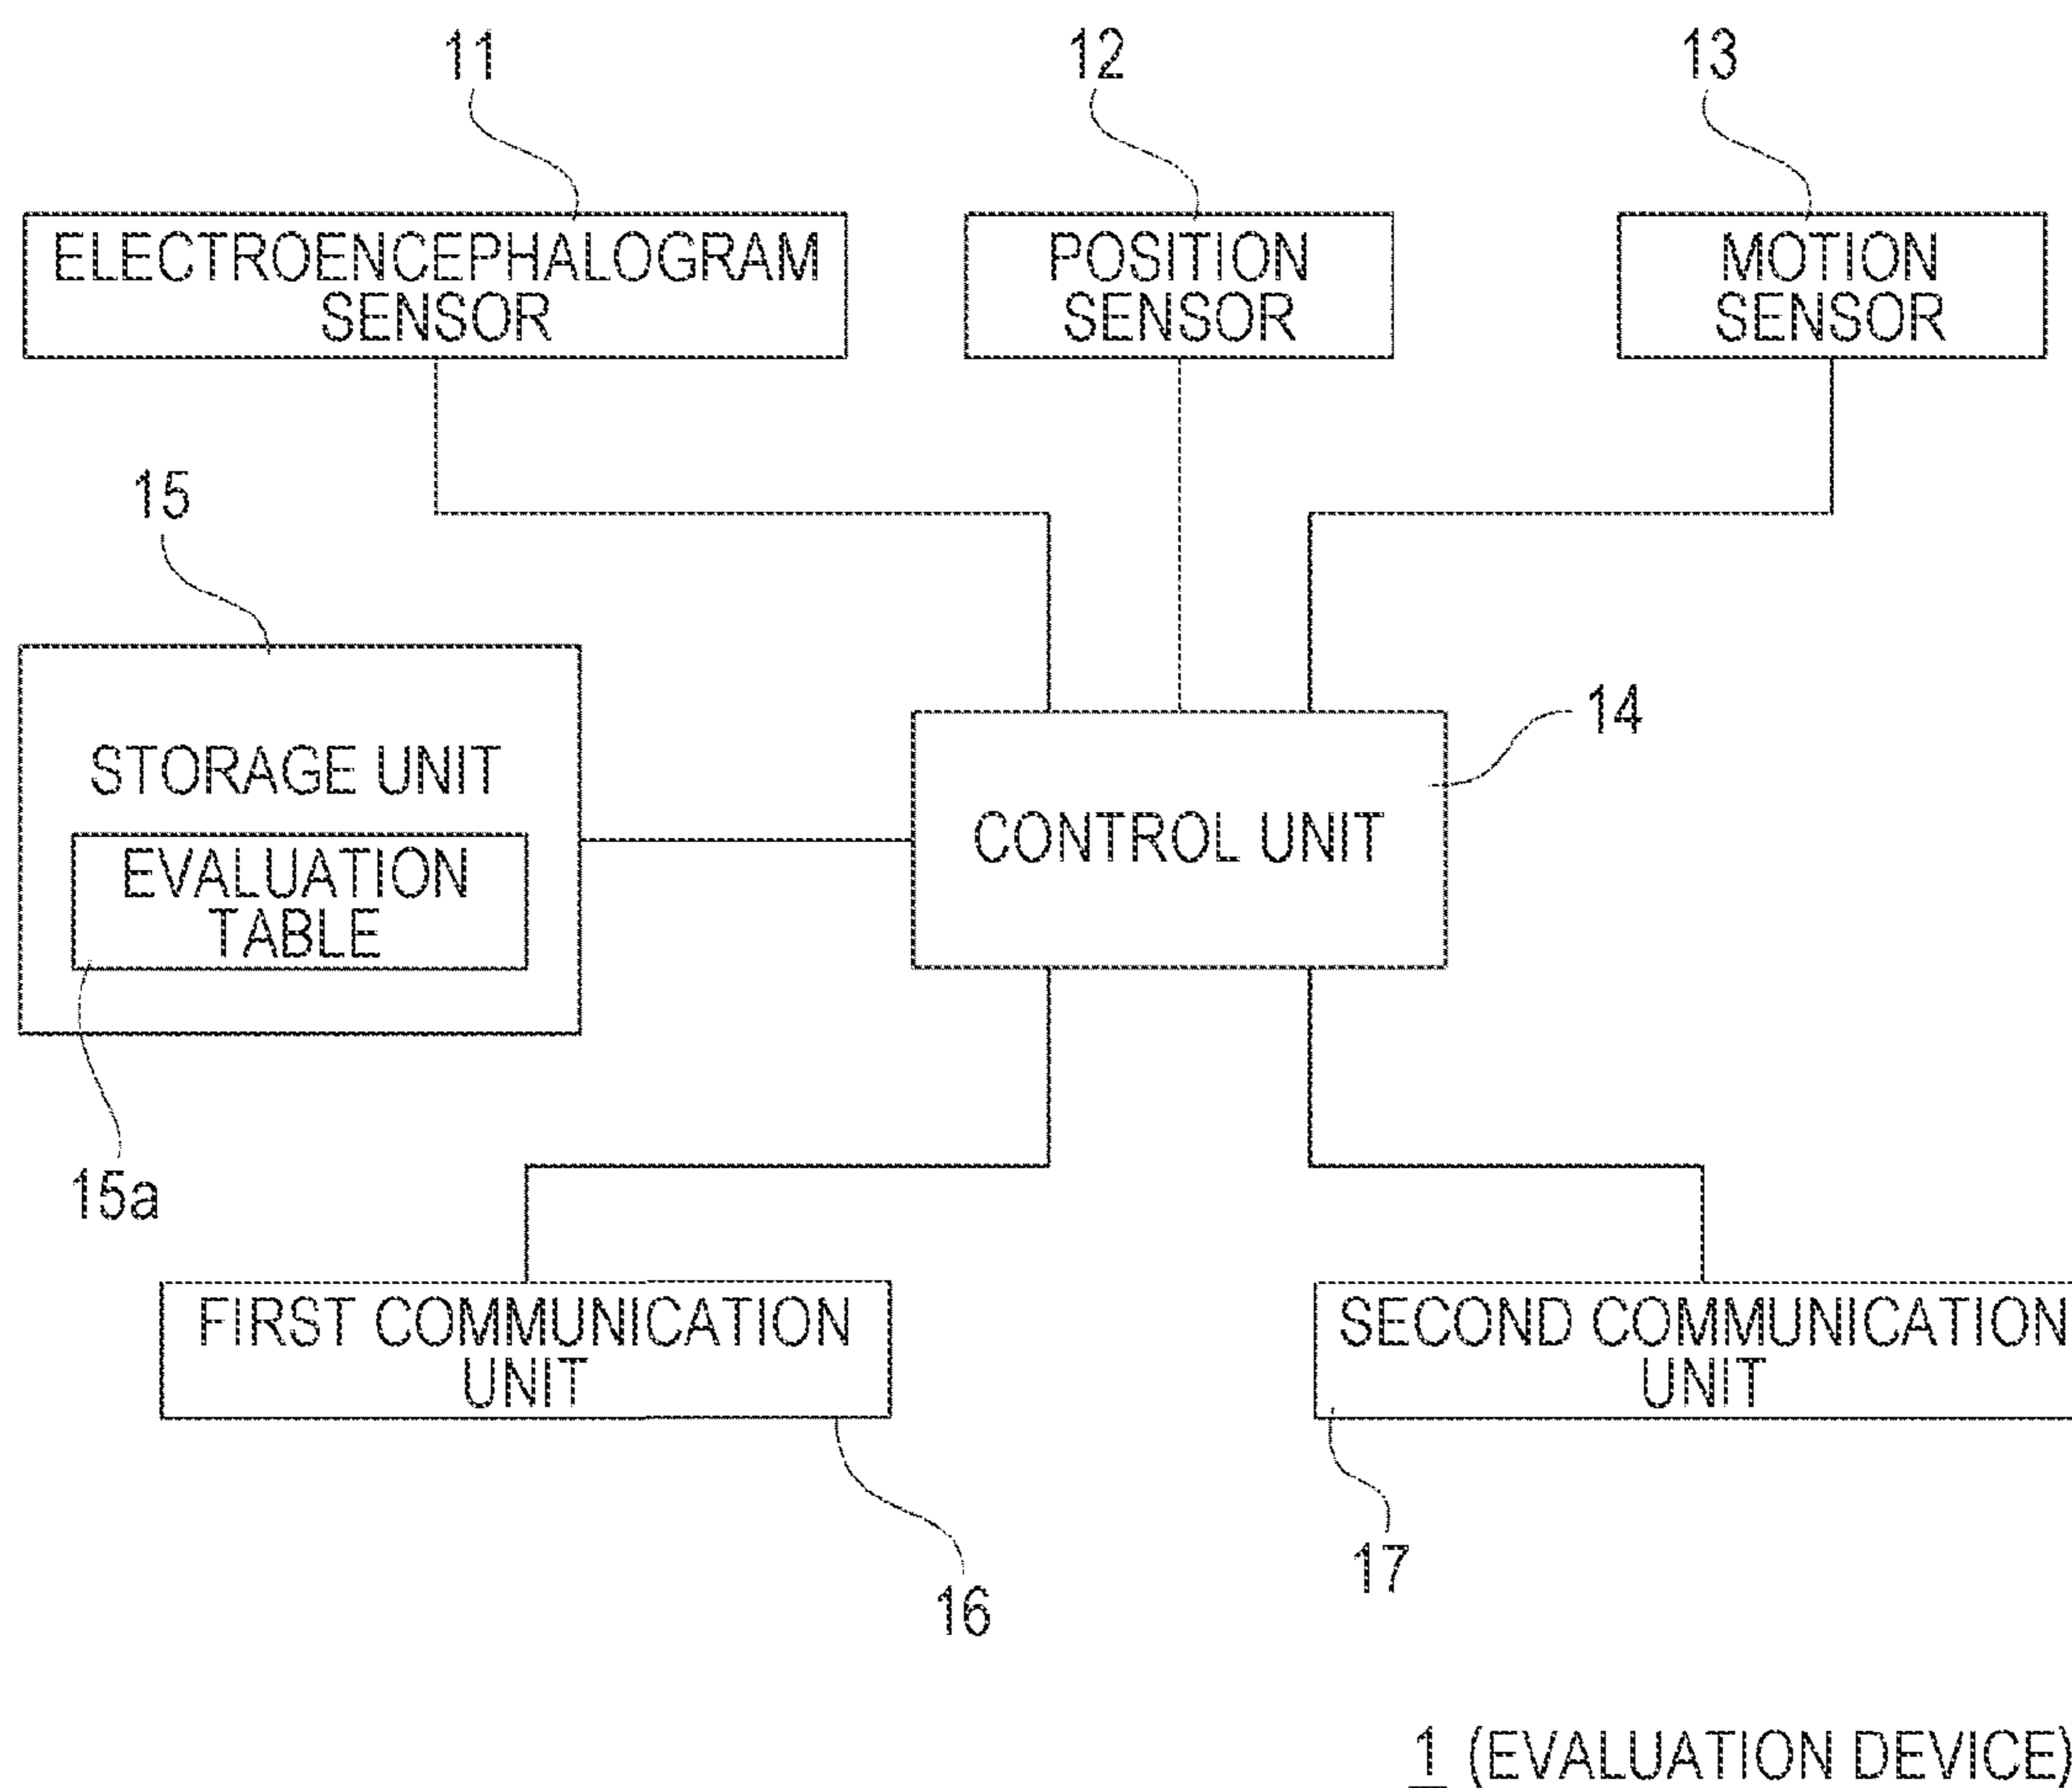 11
12
13
ELECTROENCEPHALOGRAM
SENSOR
POSITION
SENSOR
MOTION
SENSOR
15
14
STORAGE UNIT
EVALUATION
TABLE
CONTROL UNIT
15a
FIRST COMMUNICATION
UNIT
SECOND COMMUNICATION
UNIT
16
17
1 (EVALUATION DEVICE)